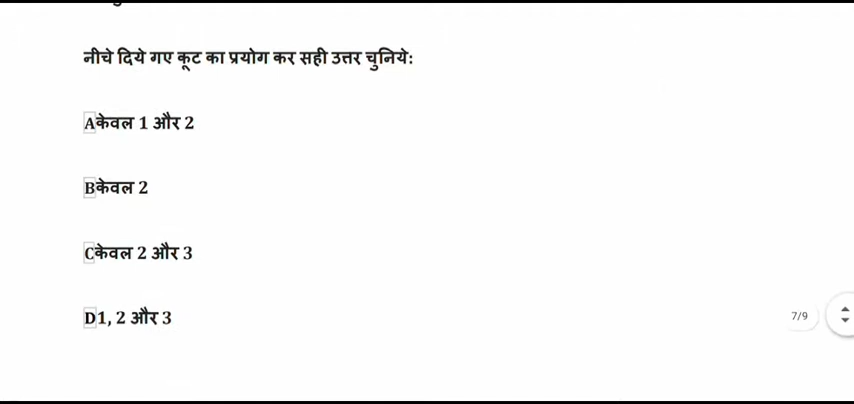 नीचे दिये गए कूट का प्रयोग कर सही उत्तर चुनिये:
Aकेवल 1 और 2
Bकेवल 2
Cकेवल 2 और 3
D1, 2 और 3
7/9